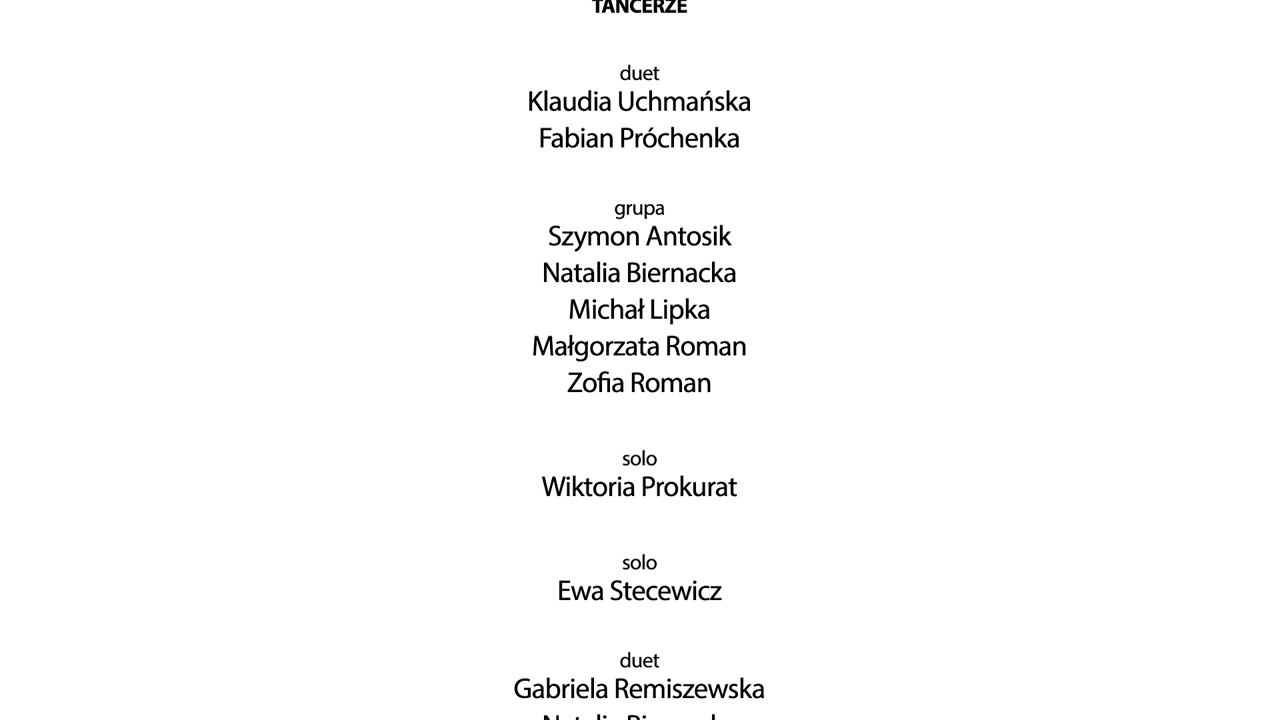 TANCERZE
duet
Klaudia Uchmańska
Fabian Próchenka
grupa
Szymon Antosik
Natalia Biernacka
Michał Lipka
Małgorzata Roman
Zofia Roman
solo
Wiktoria Prokurat
solo
Ewa Stecewicz
duet
Gabriela Remiszewska